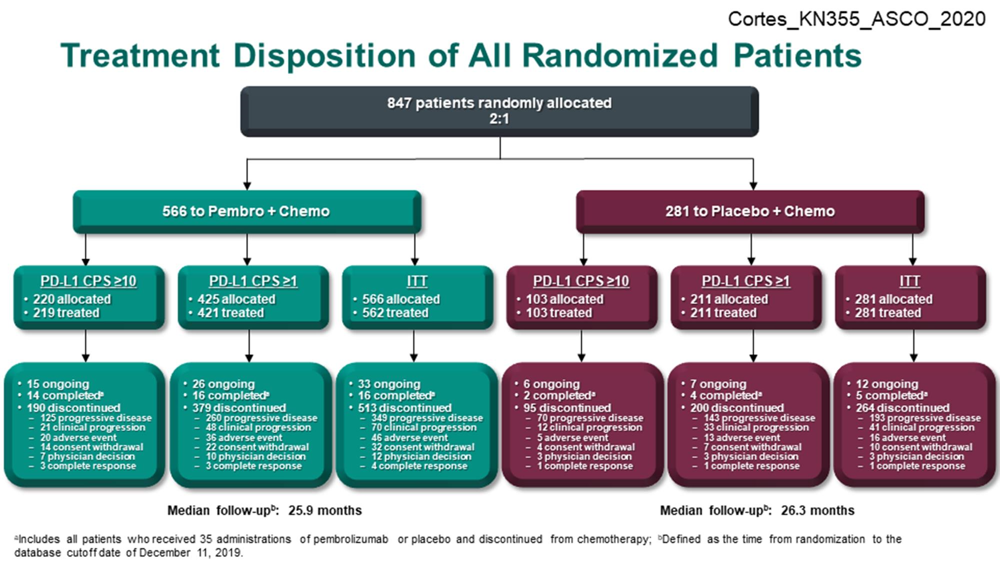 Cortes_KN355_ASCO_2020
Treatment Disposition of All Randomized Patients
847 patients randomly allocated
2:1
566 to Pembro + Chemo
281 to Placebo + Chemo
PD-L1 CPS ≥10
• 220 allocated
• 219 treated
PD-L1 CPS ≥1
• 425 allocated
• 421 treated
ITT
• 566 allocated
• 562 treated
PD-L1 CPS ≥10
• 103 allocated
• 103 treated
PD-L1 CPS ≥1
• 211 allocated
• 211 treated
ITT
• 281 allocated
• 281 treated
• 15 ongoing
• 14 completedᵃ
• 190 discontinued
– 125 progressive disease
– 21 clinical progression
– 20 adverse event
– 14 consent withdrawal
– 7 physician decision
– 3 complete response
• 26 ongoing
• 16 completedᵃ
• 379 discontinued
– 260 progressive disease
– 48 clinical progression
– 36 adverse event
– 22 consent withdrawal
– 10 physician decision
– 3 complete response
• 33 ongoing
• 16 completedᵃ
• 513 discontinued
– 349 progressive disease
– 70 clinical progression
– 46 adverse event
– 32 consent withdrawal
– 12 physician decision
– 4 complete response
• 6 ongoing
• 2 completedᵃ
• 95 discontinued
– 70 progressive disease
– 12 clinical progression
– 5 adverse event
– 4 consent withdrawal
– 3 physician decision
– 1 complete response
• 7 ongoing
• 4 completedᵃ
• 200 discontinued
– 143 progressive disease
– 33 clinical progression
– 13 adverse event
– 7 consent withdrawal
– 3 physician decision
– 1 complete response
• 12 ongoing
• 5 completedᵃ
• 264 discontinued
– 193 progressive disease
– 41 clinical progression
– 16 adverse event
– 10 consent withdrawal
– 3 physician decision
– 1 complete response
Median follow-upᵇ: 25.9 months
Median follow-upᵇ: 26.3 months
ᵃIncludes all patients who received 35 administrations of pembrolizumab or placebo and discontinued from chemotherapy; ᵇDefined as the time from randomization to the
database cutoff date of December 11, 2019.